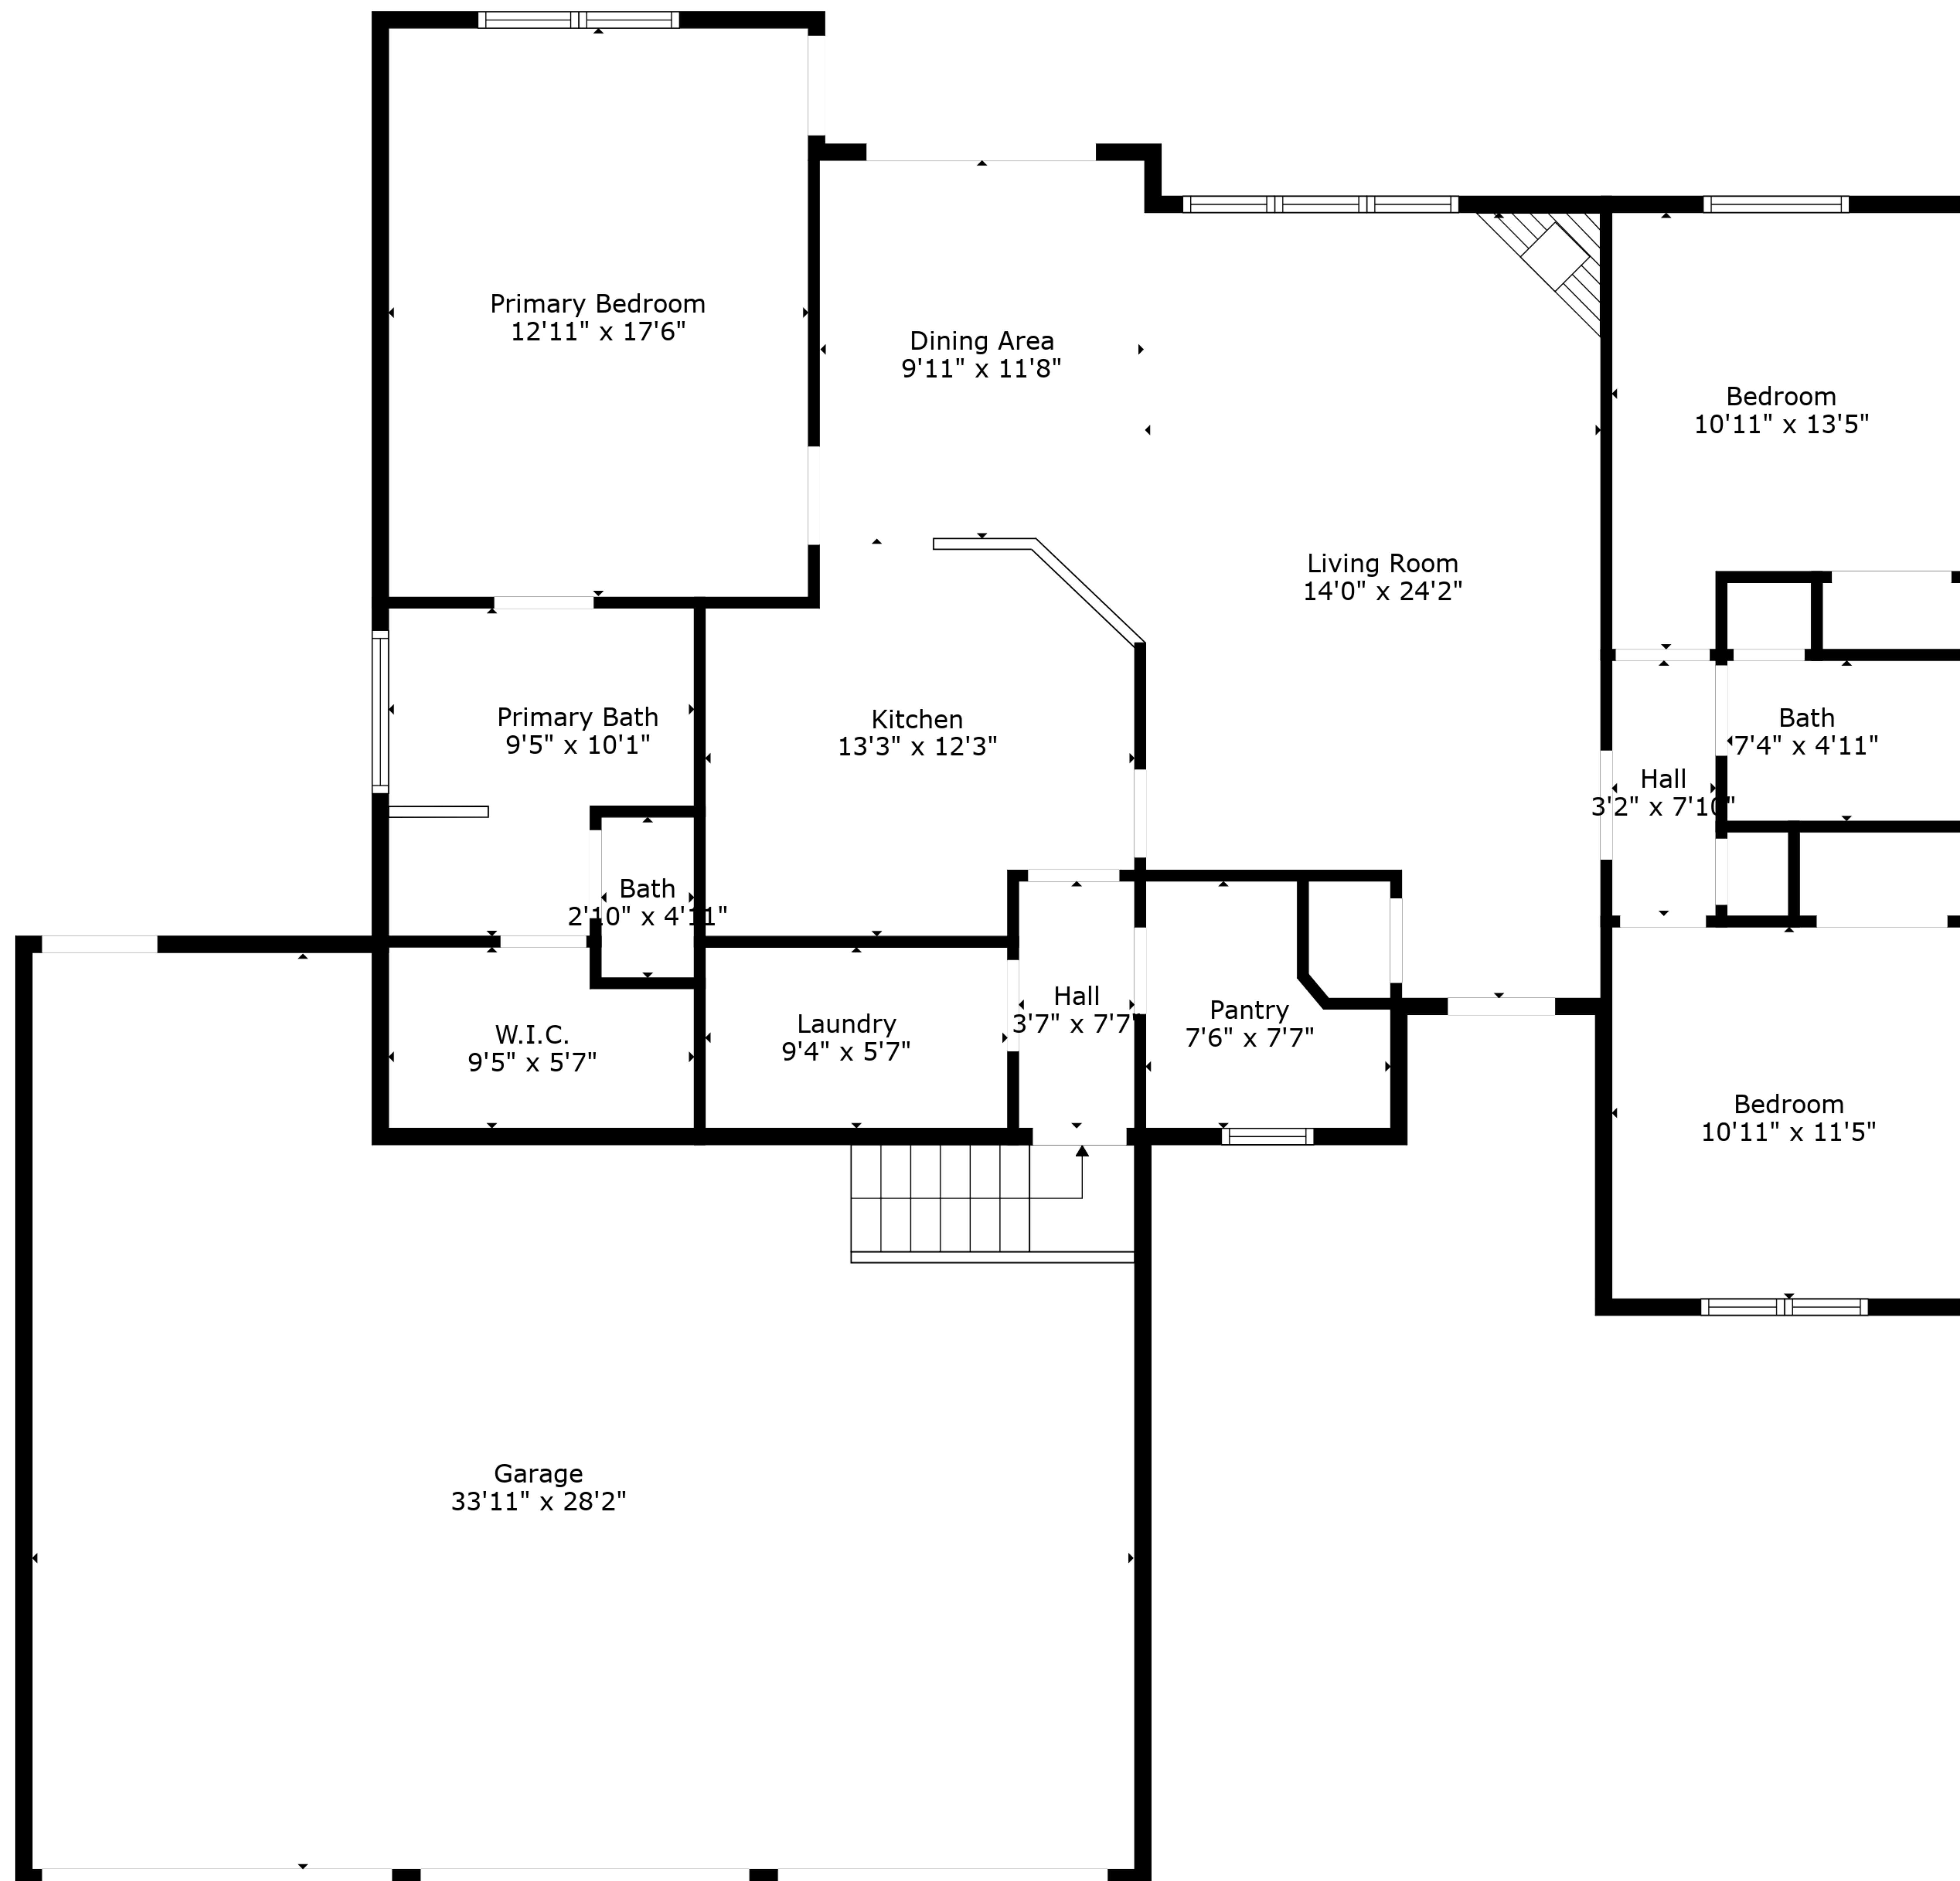 Primary Bedroom
12'11" x 17'6"
Dining Area
9'11" x 11'8"
Bedroom
10'11" x 13'5"
Living Room
14'0" x 24'2"
Primary Bath
9'5" x 10'1"
Kitchen
13'3" x 12'3"
Bath
7'4" x 4'11"
Hall
3'2" x 7'10"
Bath
2'10" x 4'11"
Hall
3'7" x 7'7"
Pantry
7'6" x 7'7"
Laundry
9'4" x 5'7"
W.I.C.
9'5" x 5'7"
Bedroom
10'11" x 11'5"
Garage
33'11" x 28'2"